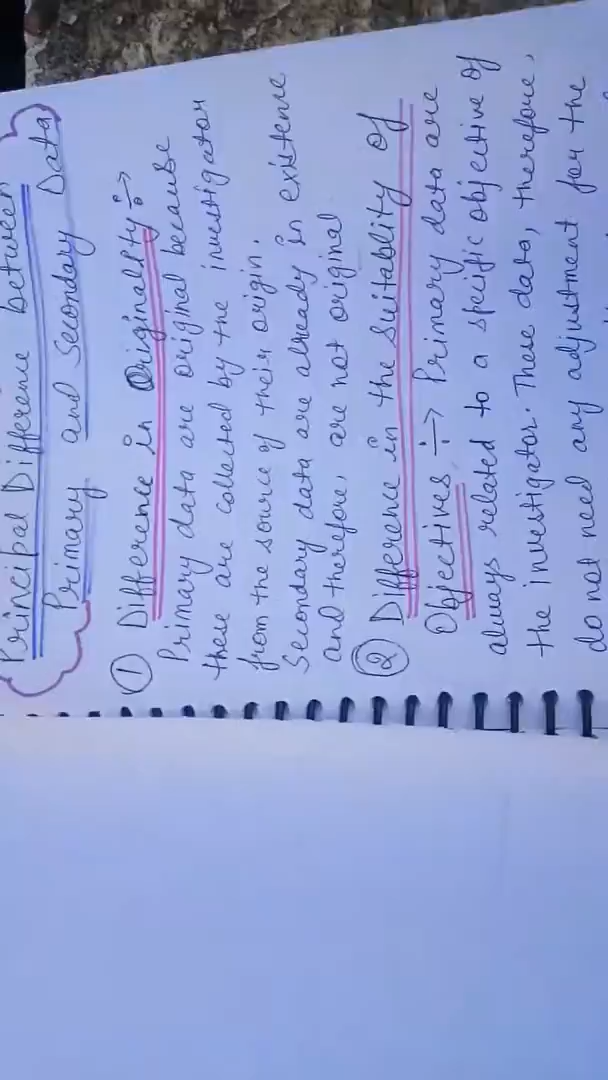 Principal Difference between
Primary and Secondary Data
① Difference in Originality :→
Primary data are original because
these are collected by the investigator
from the source of their origin.
Secondary data are already in existence
and therefore, are not original
② Difference in the Suitablity of
Objectives :→ Primary data are
always related to a specific objective of
the investigator. These data, therefore,
do not need any adjustment for the